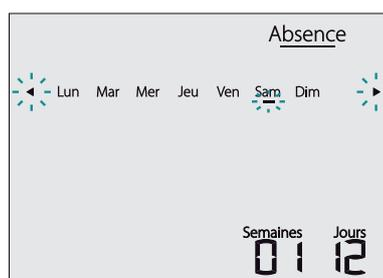 Absence
◄ Lun Mar Mer Jeu Ven Sam Dim ►
Semaines Jours
01 12